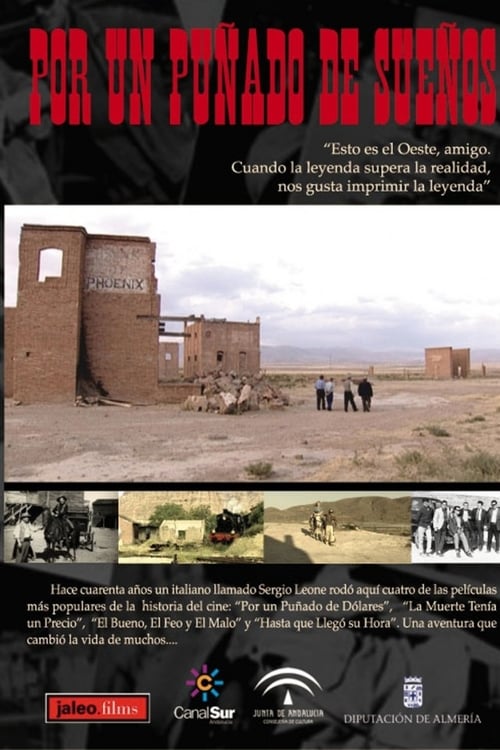 POR UN PUÑADO DE SUEÑOS
“Esto es el Oeste, amigo.
Cuando la leyenda supera la realidad,
nos gusta imprimir la leyenda”
PHOENIX
Hace cuarenta años un italiano llamado Sergio Leone rodó aquí cuatro de las películas
más populares de la historia del cine: “Por un Puñado de Dólares”, “La Muerte Tenía
un Precio”, “El Bueno, El Feo y El Malo” y “Hasta que Llegó su Hora”. Una aventura que
cambió la vida de muchos....
jaleo.films
CanalSur
Andalucía
JUNTA DE ANDALUCIA
CONSEJERÍA DE CULTURA
DIPUTACIÓN DE ALMERÍA